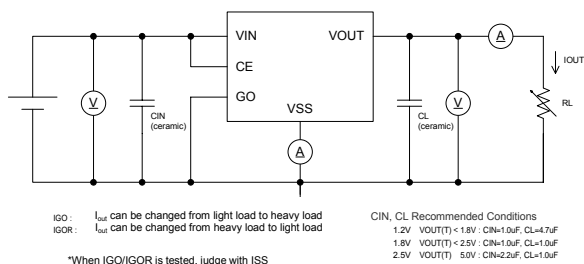 VIN
VOUT
CE
GO
VSS
V
CIN
(ceramic)
A
CL
(ceramic)
V
A
IOUT
RL
IGO : Iout can be changed from light load to heavy load
IGOR : Iout can be changed from heavy load to light load
*When IGO/IGOR is tested, judge with ISS
CIN, CL Recommended Conditions
1.2V VOUT(T) < 1.8V : CIN=1.0uF, CL=4.7uF
1.8V VOUT(T) < 2.5V : CIN=1.0uF, CL=1.0uF
2.5V VOUT(T) 5.0V : CIN=2.2uF, CL=1.0uF